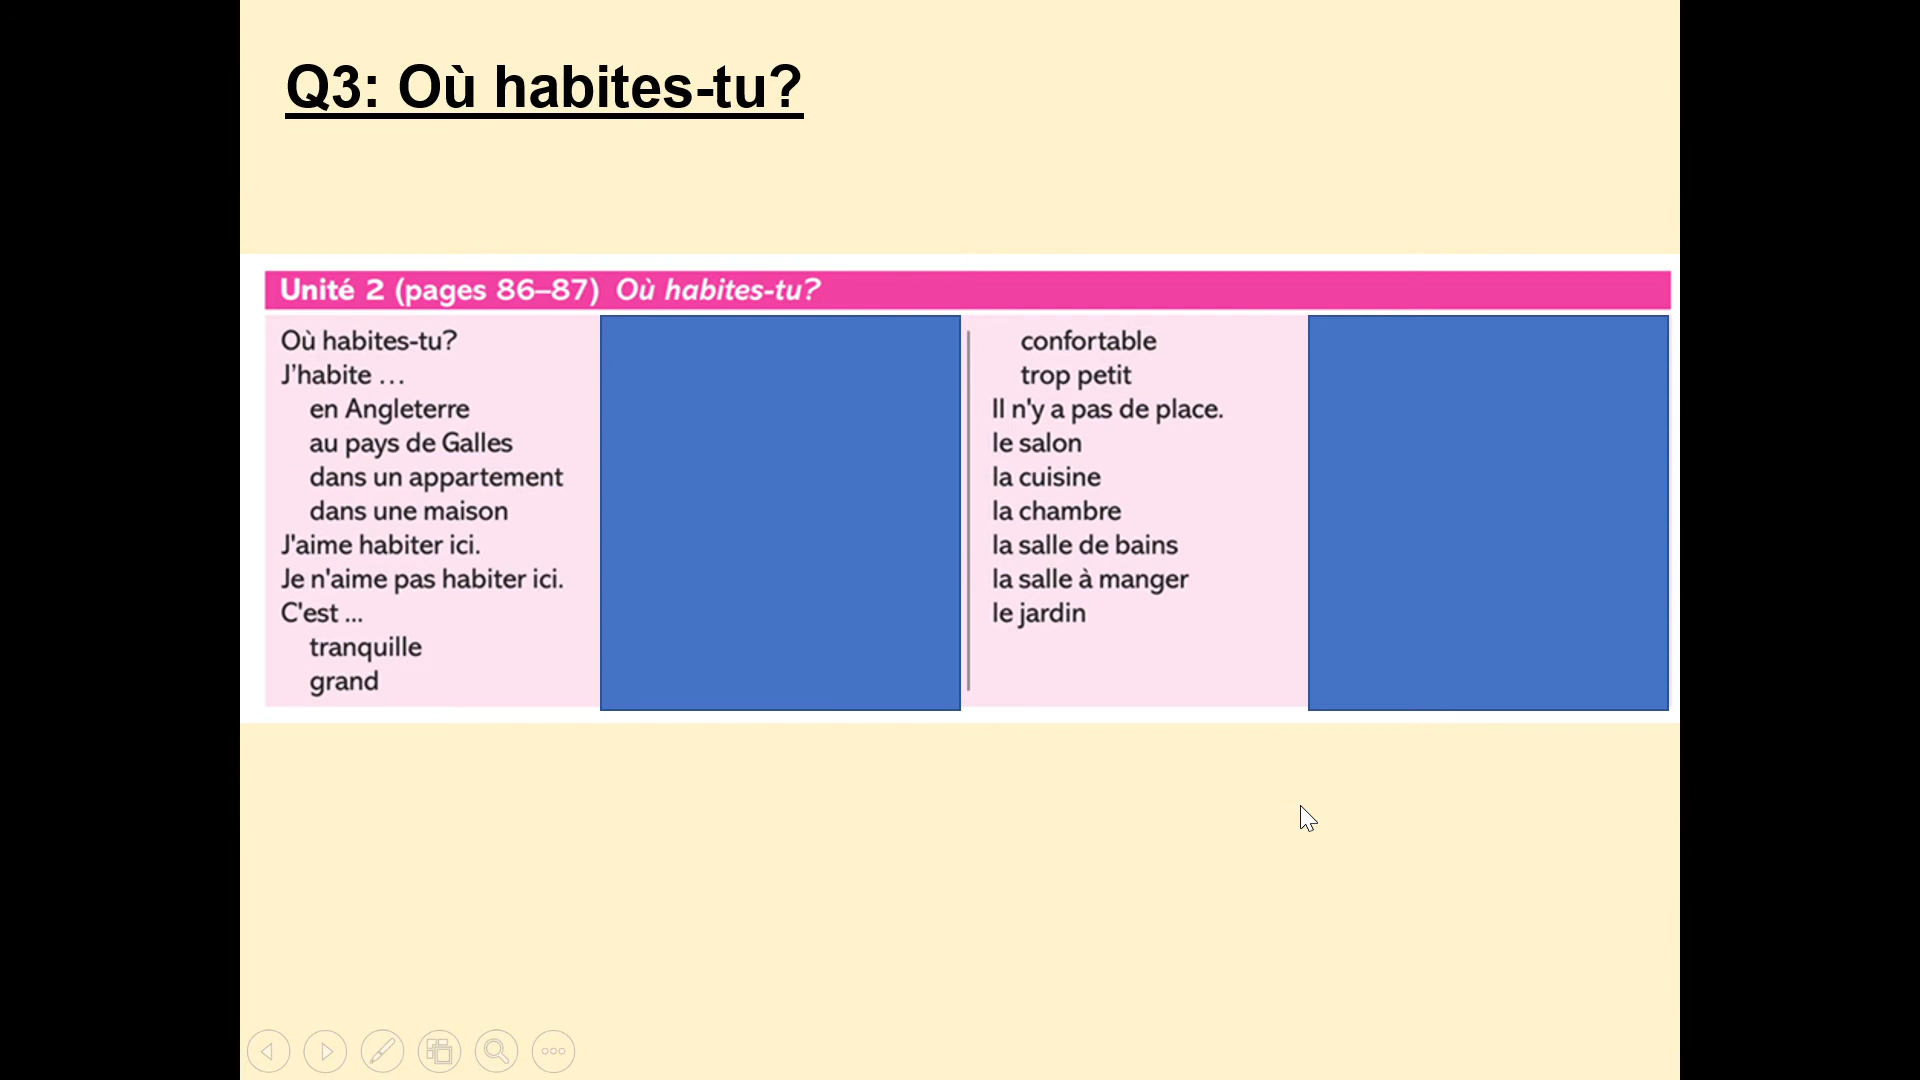 Q3: Où habites-tu?
Unité 2 (pages 86–87) Où habites-tu?
Où habites-tu?
J'habite …
en Angleterre
au pays de Galles
dans un appartement
dans une maison
J'aime habiter ici.
Je n'aime pas habiter ici.
C'est ...
tranquille
grand
confortable
trop petit
Il n'y a pas de place.
le salon
la cuisine
la chambre
la salle de bains
la salle à manger
le jardin